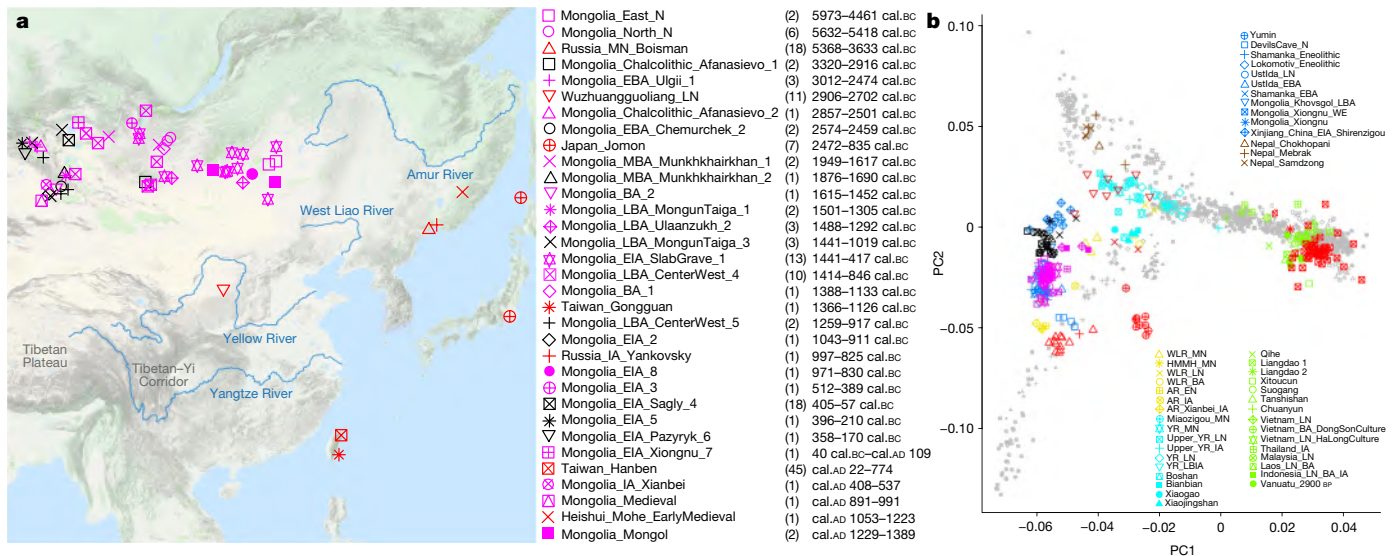 a
Amur River
West Liao River
Yellow River
Tibetan
Plateau
Tibetan–Yi
Corridor
Yangtze River
Mongolia_East_N (2) 5973–4461 cal.BC
Mongolia_North_N (6) 5632–5418 cal.BC
Russia_MN_Boisman (18) 5368–3633 cal.BC
Mongolia_Chalcolithic_Afanasievo_1 (2) 3320–2916 cal.BC
Mongolia_EBA_Ulgii_1 (3) 3012–2474 cal.BC
Wuzhuangguoliang_LN (11) 2906–2702 cal.BC
Mongolia_Chalcolithic_Afanasievo_2 (2) 2857–2501 cal.BC
Mongolia_EBA_Chemurchek_2 (2) 2574–2459 cal.BC
Japan_Jomon (7) 2472–835 cal.BC
Mongolia_MBA_Munkhkhairkhan_1 (2) 1949–1617 cal.BC
Mongolia_MBA_Munkhkhairkhan_2 (1) 1876–1690 cal.BC
Mongolia_BA_2 (1) 1615–1452 cal.BC
Mongolia_LBA_MongunTaiga_1 (2) 1501–1305 cal.BC
Mongolia_LBA_Ulaanzukh_2 (3) 1488–1292 cal.BC
Mongolia_LBA_MongunTaiga_3 (3) 1441–1019 cal.BC
Mongolia_EIA_SlabGrave_1 (13) 1441–417 cal.BC
Mongolia_LBA_CenterWest_4 (10) 1414–846 cal.BC
Mongolia_BA_1 (1) 1388–1133 cal.BC
Taiwan_Gongguan (1) 1366–1126 cal.BC
Mongolia_LBA_CenterWest_5 (2) 1259–917 cal.BC
Mongolia_EIA_2 (1) 1043–911 cal.BC
Russia_IA_Yankovsky (1) 997–825 cal.BC
Mongolia_EIA_8 (1) 971–830 cal.BC
Mongolia_EIA_3 (1) 512–389 cal.BC
Mongolia_EIA_Sagly_4 (18) 405–57 cal.BC
Mongolia_EIA_5 (1) 396–210 cal.BC
Mongolia_EIA_Pazyryk_6 (1) 358–170 cal.BC
Mongolia_EIA_Xiongnu_7 (1) 40 cal.BC–cal.AD 109
Taiwan_Hanben (45) cal.AD 22–774
Mongolia_IA_Xianbei (1) cal.AD 408–537
Mongolia_Medieval (1) cal.AD 891–991
Heishui_Mohe_EarlyMedieval (1) cal.AD 1053–1223
Mongolia_Mongol (2) cal.AD 1229–1389
b
0.10
0.05
0
−0.05
−0.10
PC2
−0.06
−0.04
−0.02
0
0.02
0.04
PC1
Yumin
DevilsCave_N
Shamanka_Eneolithic
Lokomotiv_Eneolithic
UstIda_LN
UstIda_EBA
Shamanka_EBA
Mongolia_Khovsgol_LBA
Mongolia_Xiongnu_WE
Mongolia_Xiongnu
Xinjiang_China_EIA_Shirenzigou
Nepal_Chokhopani
Nepal_Mebrak
Nepal_Samdzong
WLR_MN
HMMH_MN
WLR_LN
WLR_BA
AR_EN
AR_IA
AR_Xianbei_IA
Miaozigou_MN
YR_MN
Upper_YR_LN
Upper_YR_IA
YR_LN
YR_LBIA
Boshan
Bianbian
Xiaogao
Xiaojingshan
Qihe
Liangdao 1
Liangdao 2
Xitoucun
Suogang
Tanshishan
Chuanyun
Vietnam_LN
Vietnam_BA_DongSonCulture
Vietnam_LN_HaLongCulture
Thailand_IA
Malaysia_LN
Laos_LN_BA
Indonesia_LN_BA_IA
Vanuatu_2900 BP